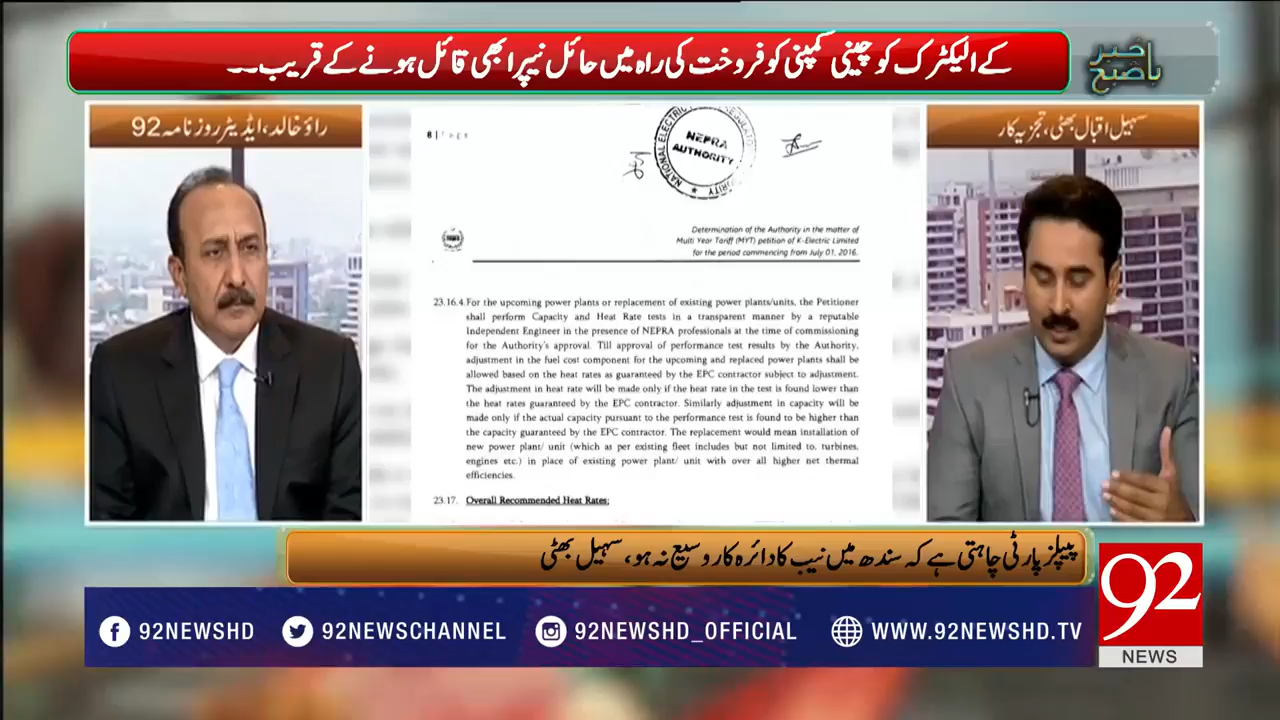 کے الیکٹرک کو چینی کمپنی کو فروخت کی راہ میں حائل نیپرا بھی قائل ہونے کے قریب۔۔
باخبر صبح
راؤ خالد، ایڈیٹر روزنامہ 92
سہیل اقبال بھٹی، تجزیہ کار
8 | P a g e
NATIONAL ELECTRIC
NEPRA
AUTHORITY
Determination of the Authority in the matter of
Multi Year Tariff (MYT) petition of K-Electric Limited
for the period commencing from July 01, 2016.
23.16.4. For the upcoming power plants or replacement of existing power plants/units, the Petitioner
shall perform Capacity and Heat Rate tests in a transparent manner by a reputable
Independent Engineer in the presence of NEPRA professionals at the time of commissioning
for the Authority's approval. Till approval of performance test results by the Authority,
adjustment in the fuel cost component for the upcoming and replaced power plants shall be
allowed based on the heat rates as guaranteed by the EPC contractor subject to adjustment.
The adjustment in heat rate will be made only if the heat rate in the test is found lower than
the heat rates guaranteed by the EPC contractor. Similarly adjustment in capacity will be
made only if the actual capacity pursuant to the performance test is found to be higher than
the capacity guaranteed by the EPC contractor. The replacement would mean installation of
new power plant/ unit (which as per existing fleet includes but not limited to, turbines,
engines etc.) in place of existing power plant/ unit with over all higher net thermal
efficiencies.
23.17. Overall Recommended Heat Rates:
پیپلز پارٹی چاہتی ہے کہ سندھ میں نیب کا دائرہ کار وسیع نہ ہو، سہیل بھٹی
92NEWSHD 92NEWSCHANNEL 92NEWSHD_OFFICIAL WWW.92NEWSHD.TV
92
NEWS